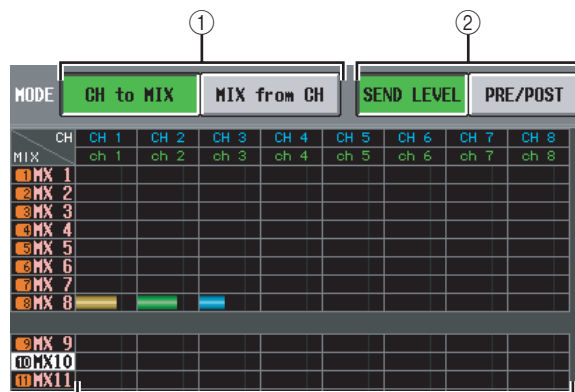 ① ②
MODE CH to MIX MIX from CH SEND LEVEL PRE/POST
CH CH 1 CH 2 CH 3 CH 4 CH 5 CH 6 CH 7 CH 8
MIX ch 1 ch 2 ch 3 ch 4 ch 5 ch 6 ch 7 ch 8
1 MX 1
2 MX 2
3 MX 3
4 MX 4
5 MX 5
6 MX 6
7 MX 7
8 MX 8
9 MX 9
10 MX10
11 MX11